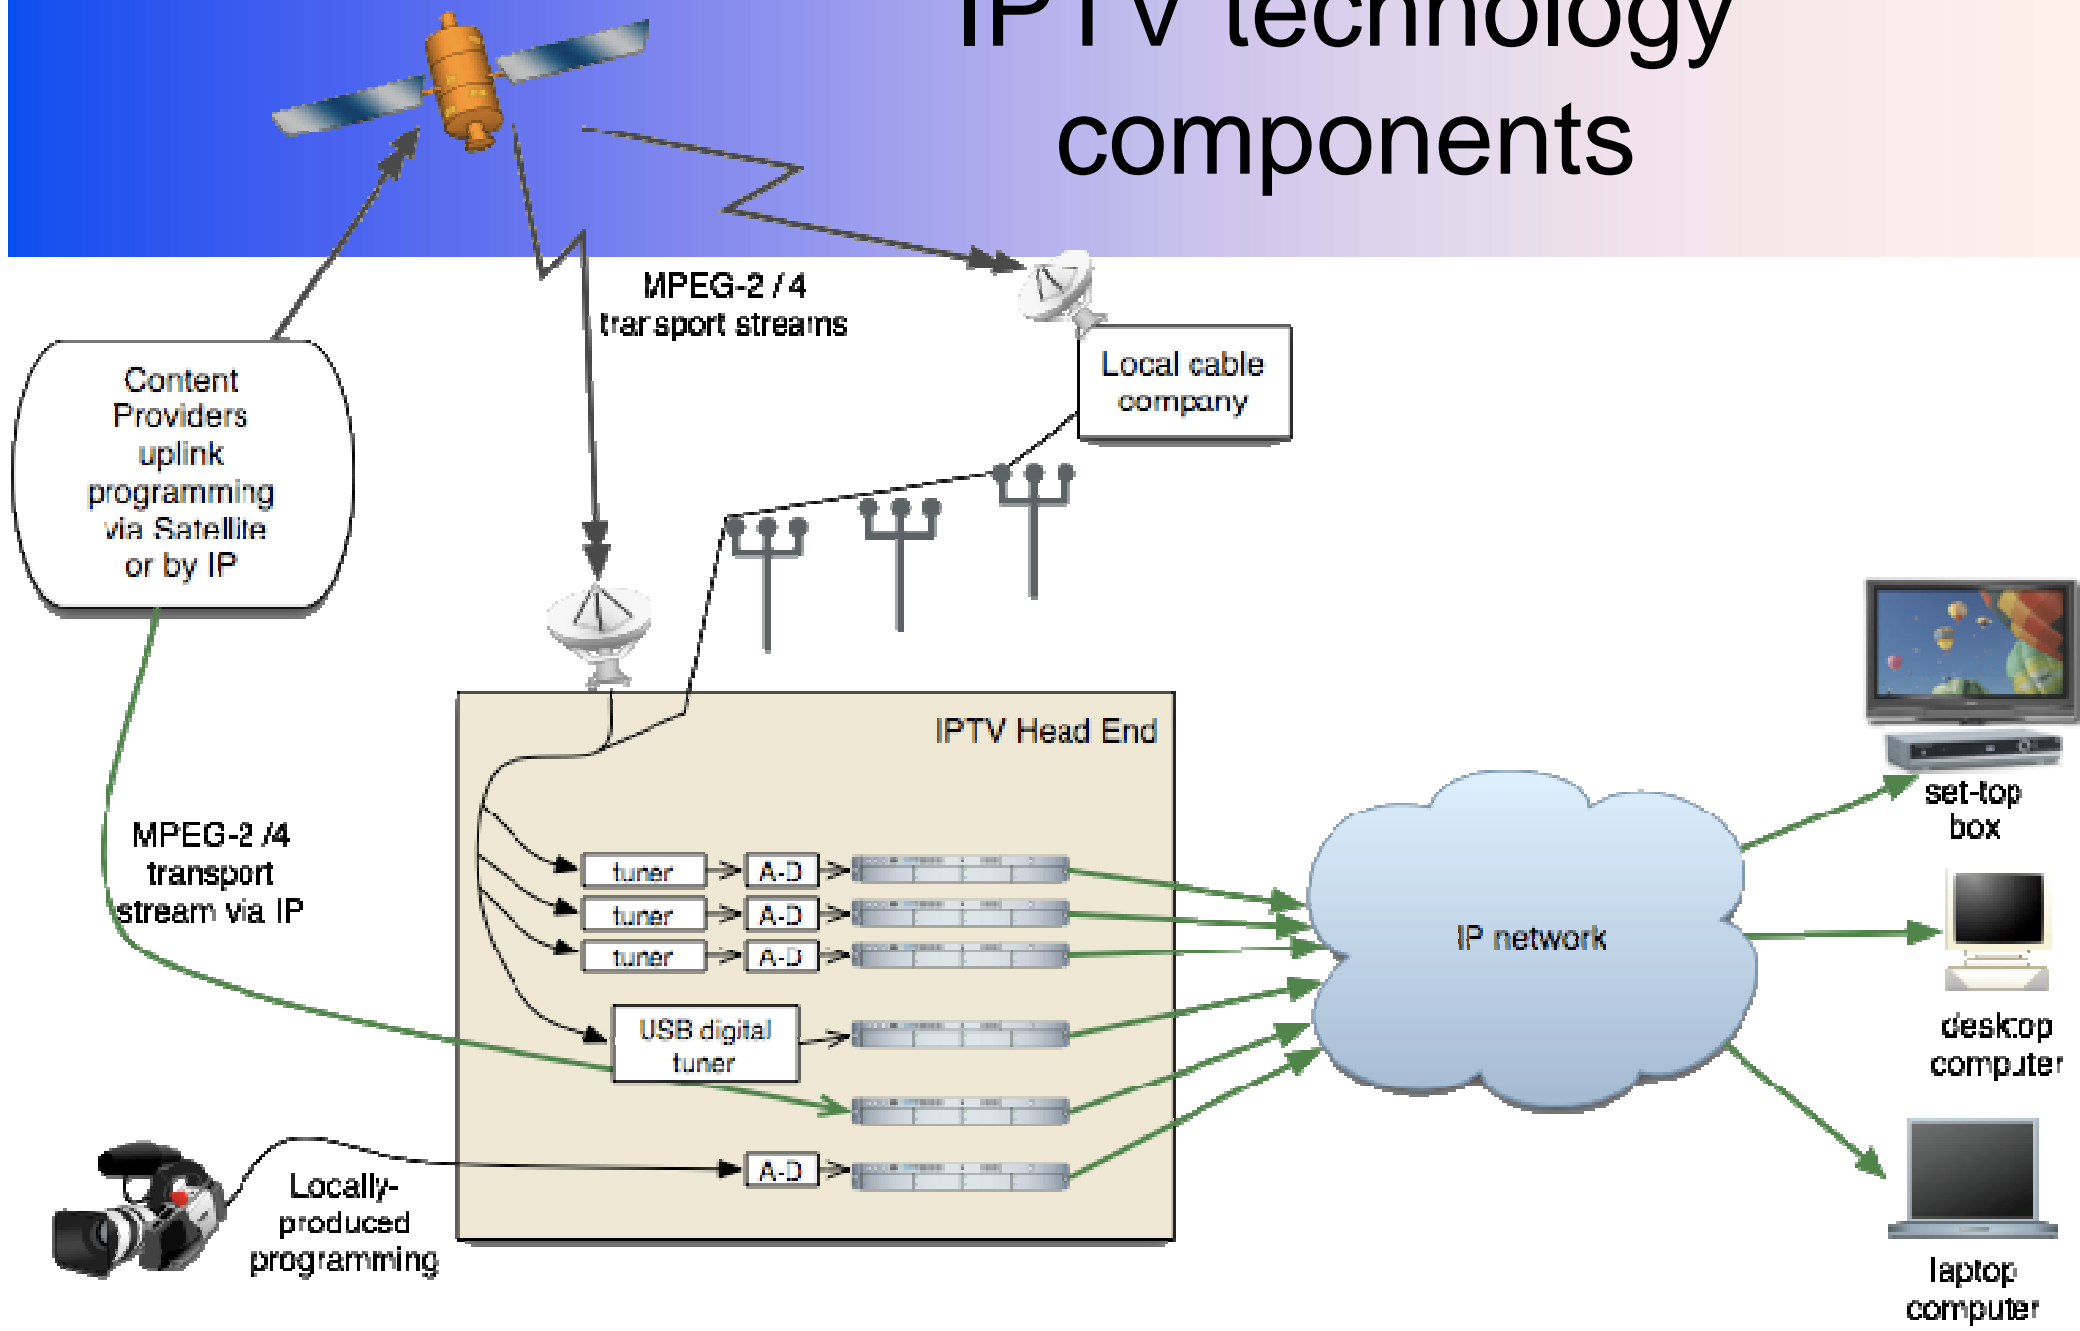 IPTV technology
components
MPEG-2 / 4
transport streams
Local cable
company
Content
Providers
uplink
programming
via Satellite
or by IP
IPTV Head End
MPEG-2 /4
transport
stream via IP
tuner
A-D
tuner
A-D
tuner
A-D
USB digital
tuner
A-D
IP network
set-top
box
desktop
computer
laptop
computer
Locally-
produced
programming